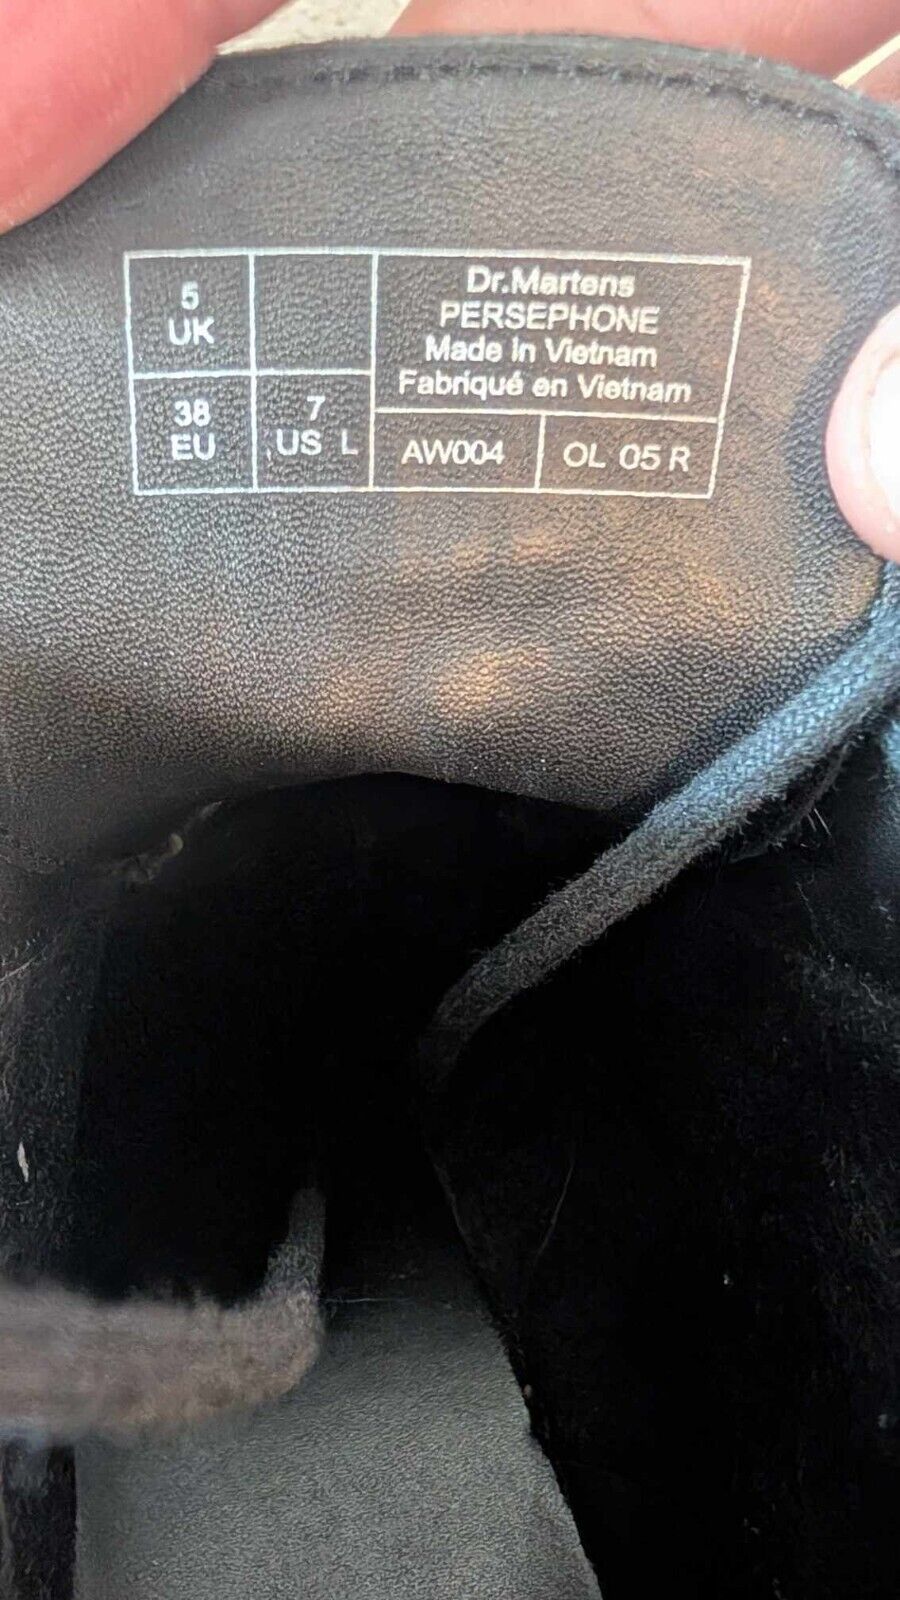 5
UK
38
EU
7
US L
Dr.Martens
PERSEPHONE
Made In Vietnam
Fabriqué en Vietnam
AW004
OL 05 R